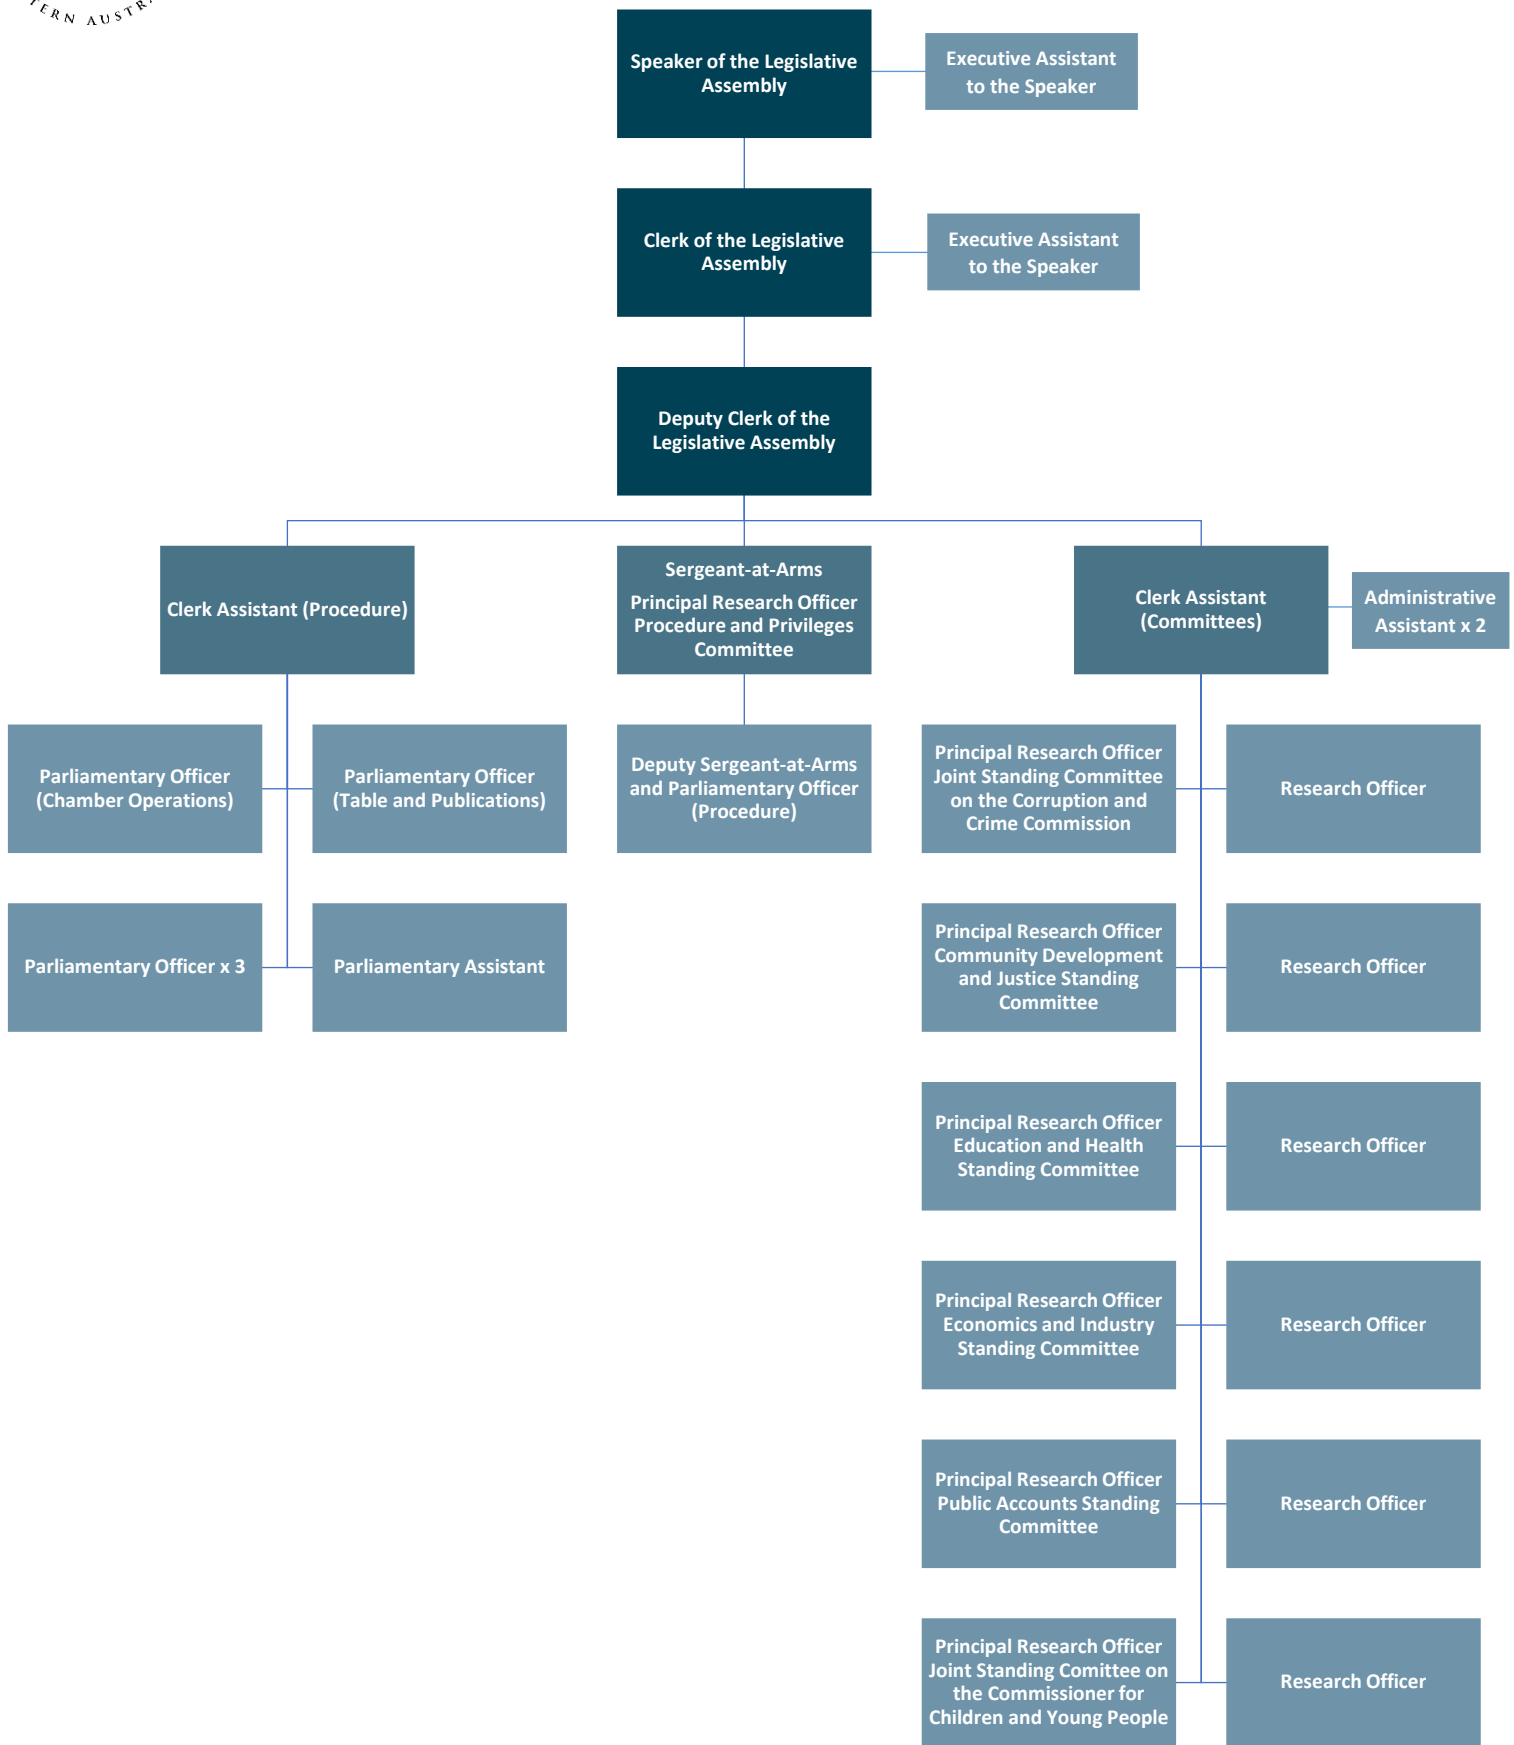 AUSTR
Speaker of the Legislative
Assembly
Executive Assistant
to the Speaker
Clerk of the Legislative
Assembly
Executive Assistant
to the Speaker
Deputy Clerk of the
Legislative Assembly
Clerk Assistant (Procedure)
Sergeant-at-Arms
Principal Research Officer
Procedure and Privileges
Committee
Clerk Assistant
(Committees)
Administrative
Assistant x 2
Parliamentary Officer
(Chamber Operations)
Parliamentary Officer
(Table and Publications)
Deputy Sergeant-at-Arms
and Parliamentary Officer
(Procedure)
Principal Research Officer
Joint Standing Committee
on the Corruption and
Crime Commission
Research Officer
Parliamentary Officer x 3
Parliamentary Assistant
Principal Research Officer
Community Development
and Justice Standing
Committee
Research Officer
Principal Research Officer
Education and Health
Standing Committee
Research Officer
Principal Research Officer
Economics and Industry
Standing Committee
Research Officer
Principal Research Officer
Public Accounts Standing
Committee
Research Officer
Principal Research Officer
Joint Standing Comittee on
the Commissioner for
Children and Young People
Research Officer